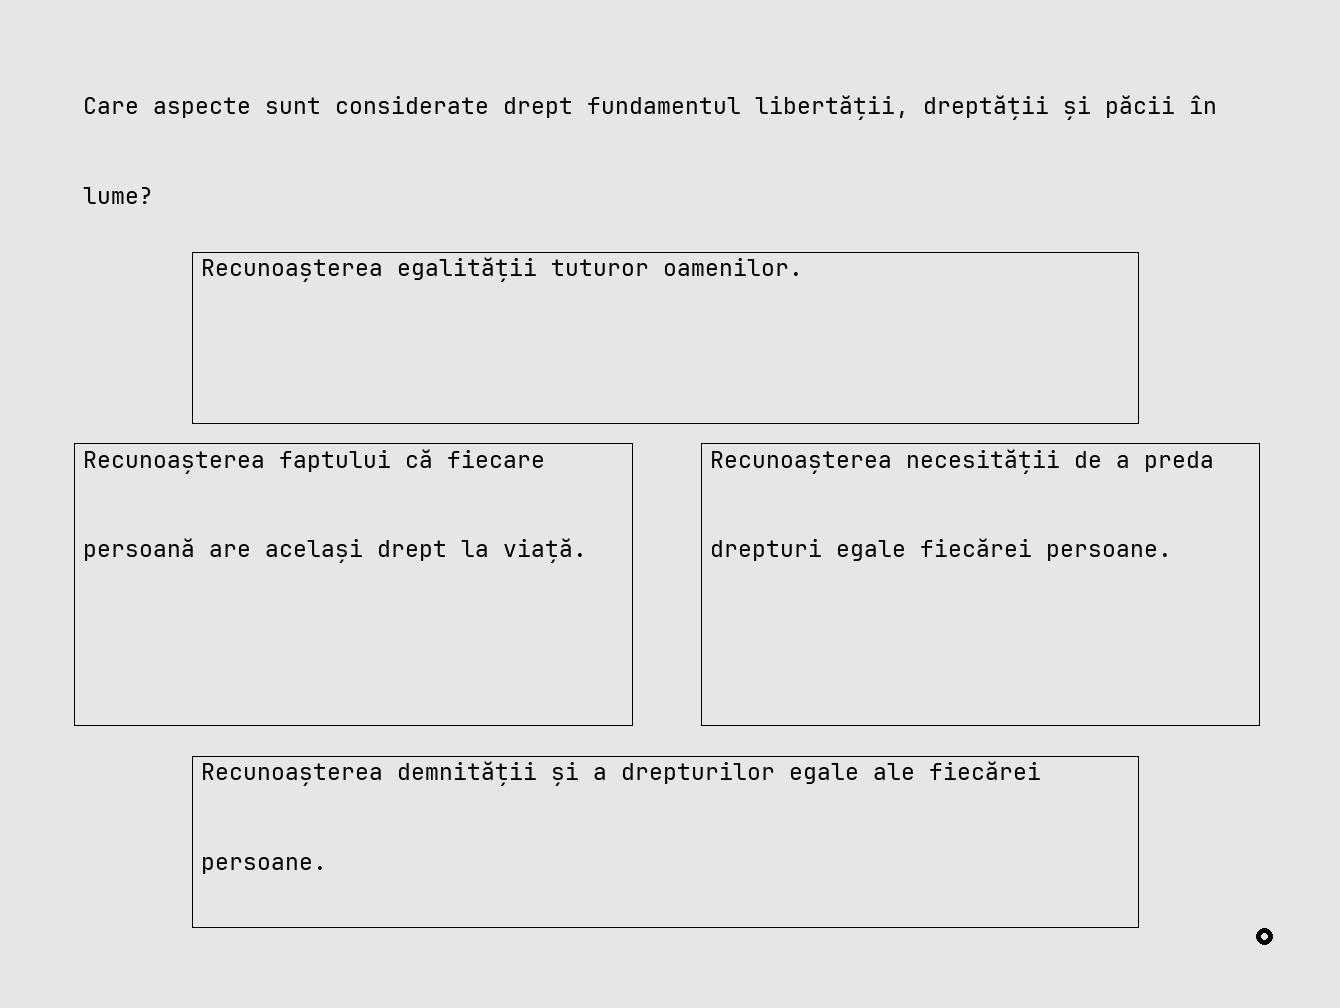 Care aspecte sunt considerate drept fundamentul libertății, dreptății și păcii în
lume?
Recunoașterea egalității tuturor oamenilor.
Recunoașterea faptului că fiecare
persoană are același drept la viață.
Recunoașterea necesității de a preda
drepturi egale fiecărei persoane.
Recunoașterea demnității și a drepturilor egale ale fiecărei
persoane.